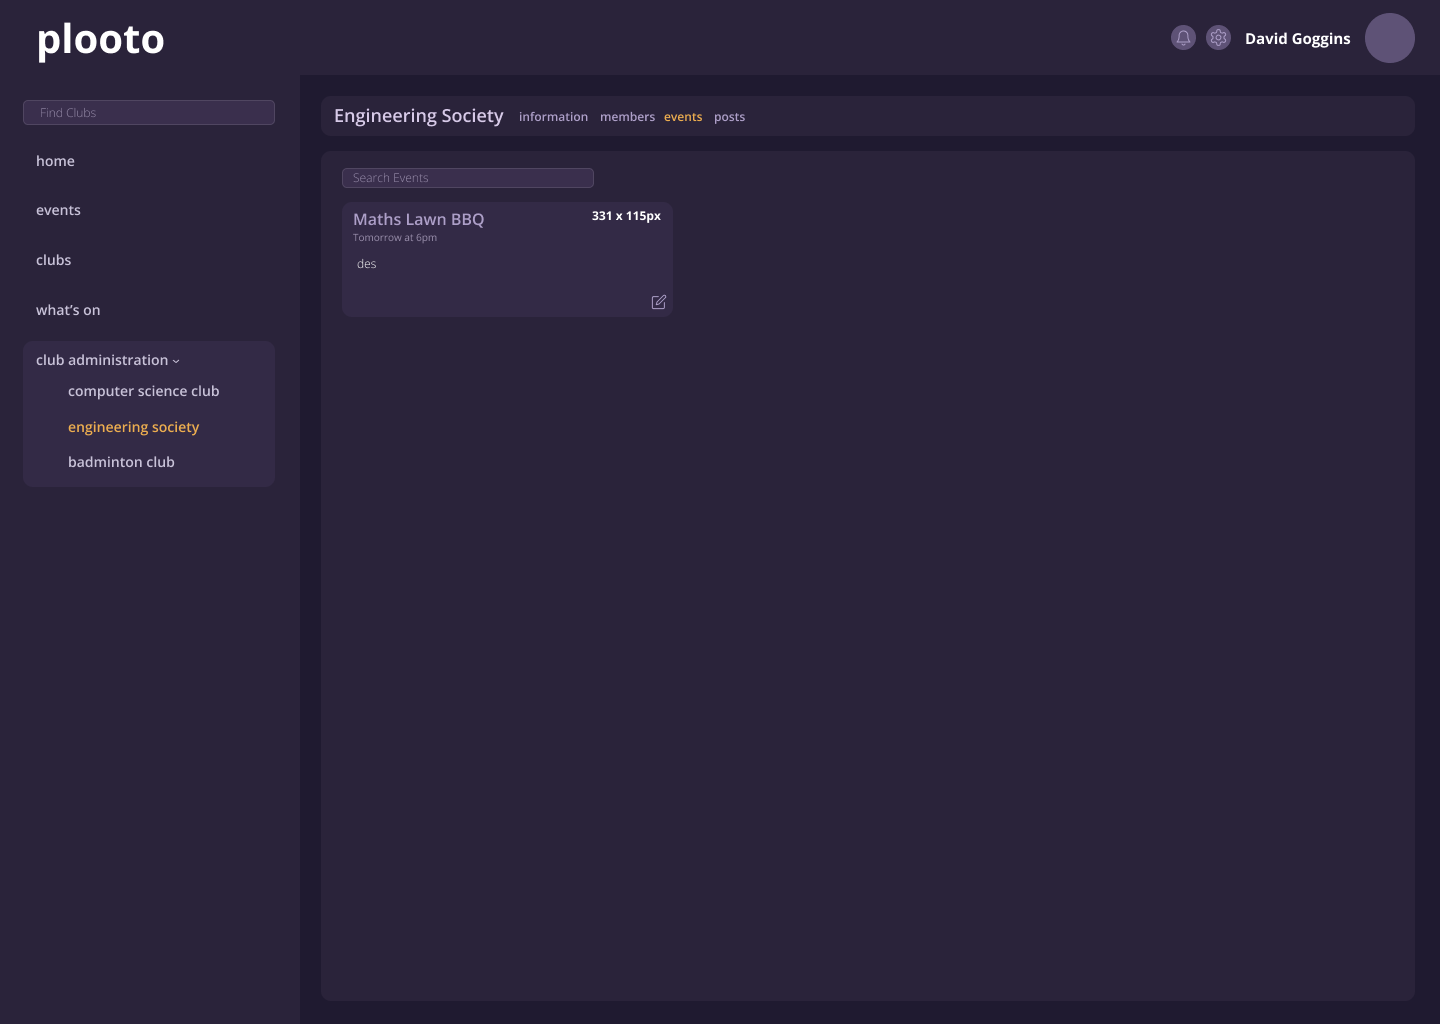 plooto
David Goggins
Find Clubs
home
events
clubs
what’s on
club administration
computer science club
engineering society
badminton club
Engineering Society information members events posts
Search Events
Maths Lawn BBQ
331 x 115px
Tomorrow at 6pm
des